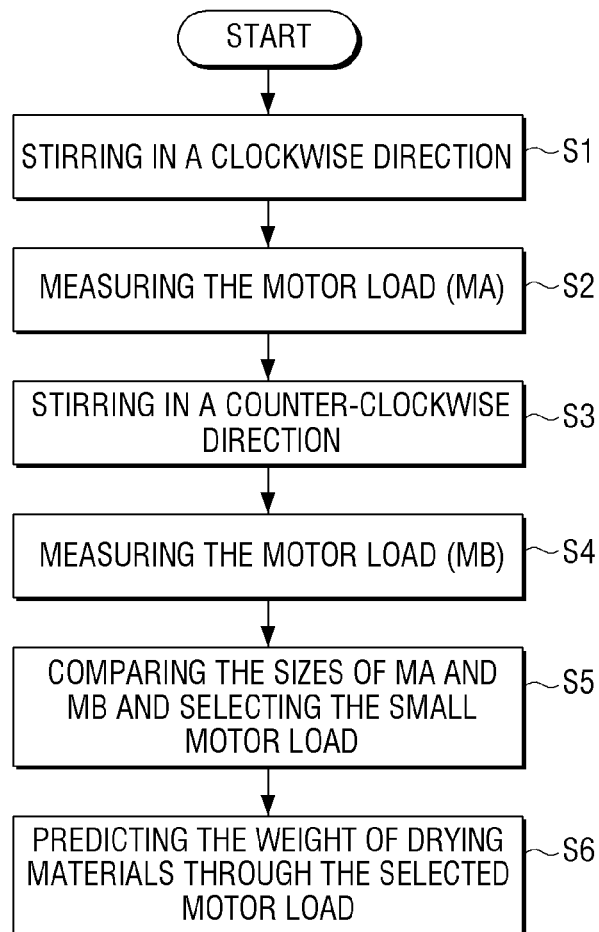 START
STIRRING IN A CLOCKWISE DIRECTION
S1
MEASURING THE MOTOR LOAD (MA)
S2
STIRRING IN A COUNTER-CLOCKWISE
DIRECTION
S3
MEASURING THE MOTOR LOAD (MB)
S4
COMPARING THE SIZES OF MA AND
MB AND SELECTING THE SMALL
MOTOR LOAD
S5
PREDICTING THE WEIGHT OF DRYING
MATERIALS THROUGH THE SELECTED
MOTOR LOAD
S6